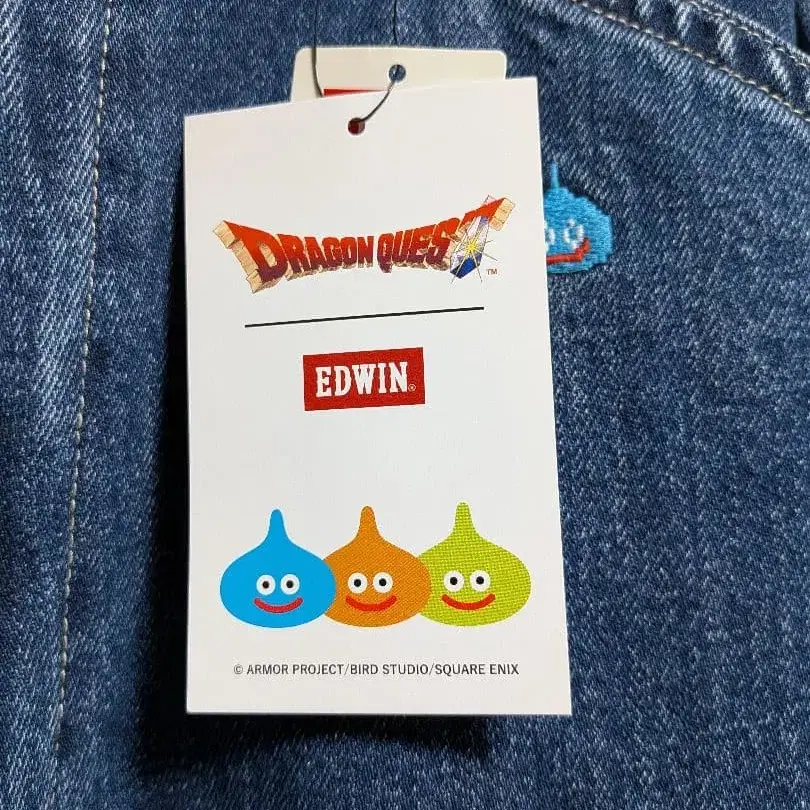 DRAGON QUEST
TM
EDWIN®
© ARMOR PROJECT/BIRD STUDIO/SQUARE ENIX